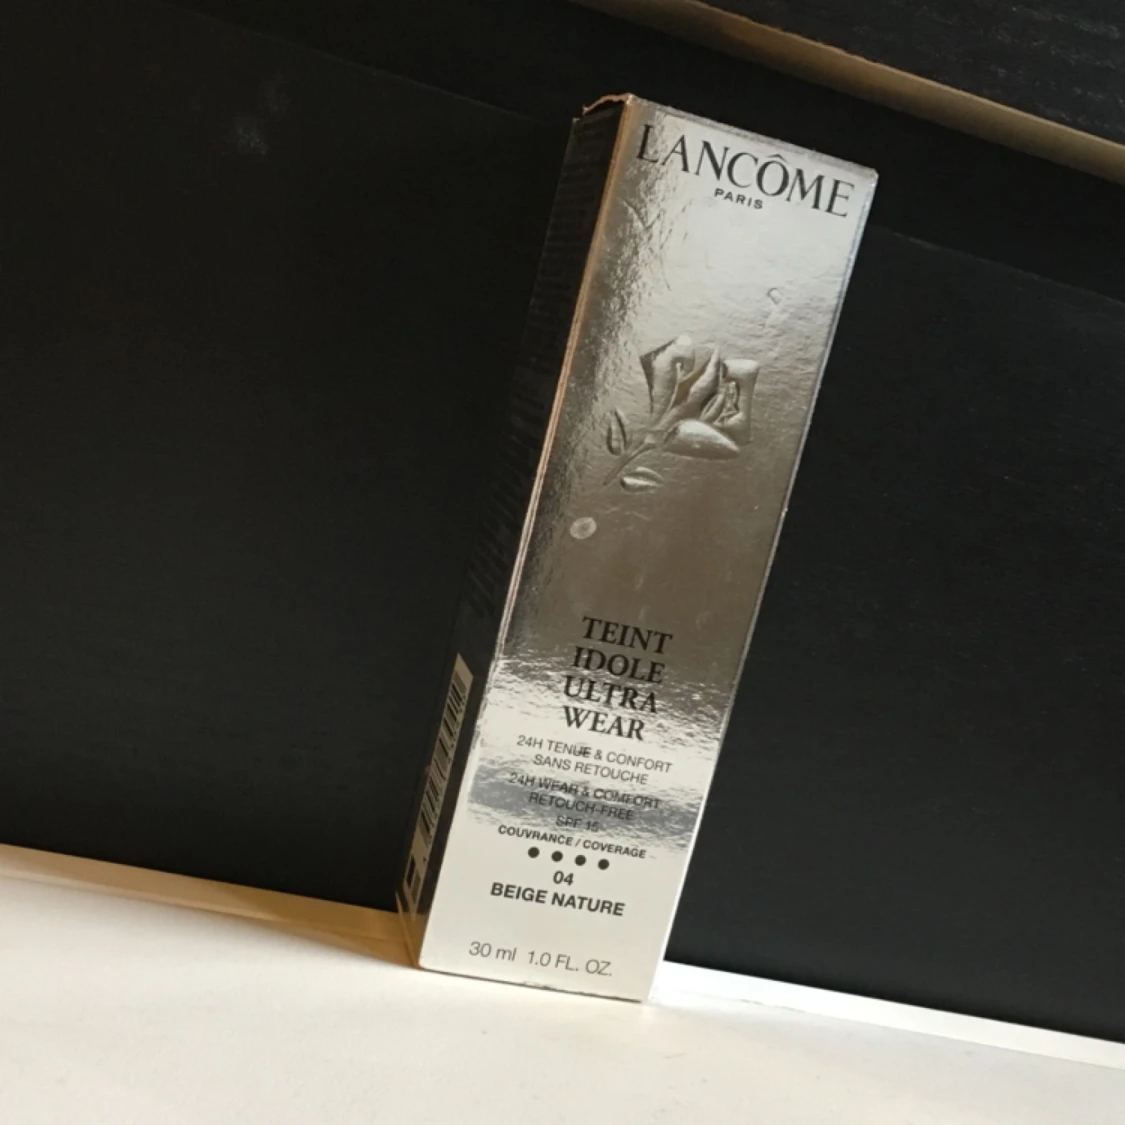 LANCÔME
PARIS
TEINT
IDOLE
ULTRA
WEAR
24H TENUE & CONFORT
SANS RETOUCHE
24H WEAR & COMFORT
RETOUCH-FREE
SPF 15
COUVRANCE / COVERAGE
04
BEIGE NATURE
30 ml 1.0 FL. OZ.